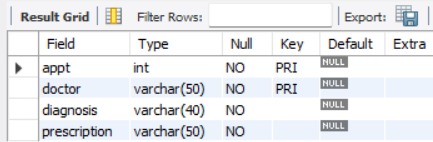 Result Grid Filter Rows: Export:
Field Type Null Key Default Extra
appt int NO PRI NULL
doctor varchar(50) NO PRI NULL
diagnosis varchar(40) NO NULL
prescription varchar(50) NO NULL